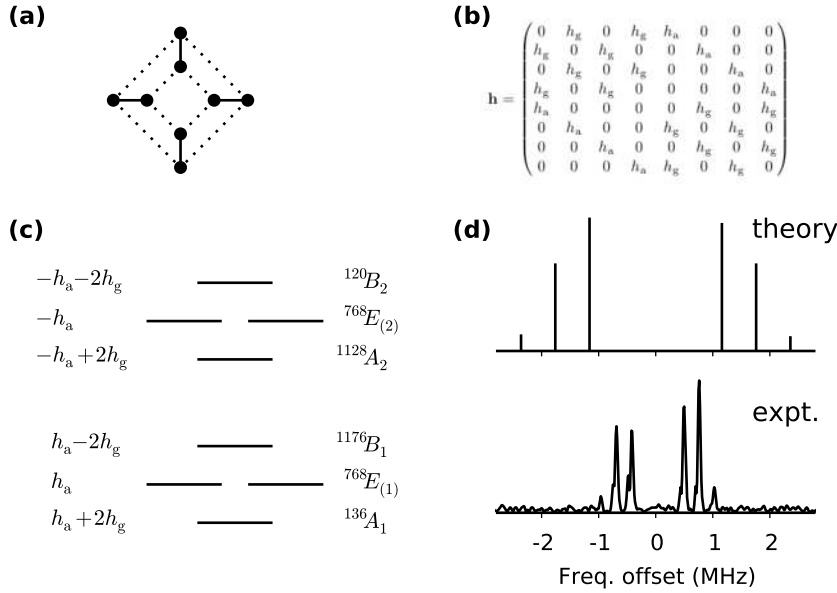 (a)
(b)
h =
0 h_g 0 h_g h_a 0 0 0
h_g 0 h_g 0 0 h_a 0 0
0 h_g 0 h_g 0 0 h_a 0
h_g 0 h_g 0 0 0 0 h_a
h_a 0 0 0 0 h_g 0 h_g
0 h_a 0 0 h_g 0 h_g 0
0 0 h_a 0 0 h_g 0 h_g
0 0 0 h_a h_g 0 h_g 0
(c)
−h_a−2h_g ^120B_2
−h_a ^768E_(2)
−h_a+2h_g ^1128A_2
h_a−2h_g ^1176B_1
h_a ^768E_(1)
h_a+2h_g ^136A_1
(d)
theory
expt.
-2 -1 0 1 2
Freq. offset (MHz)